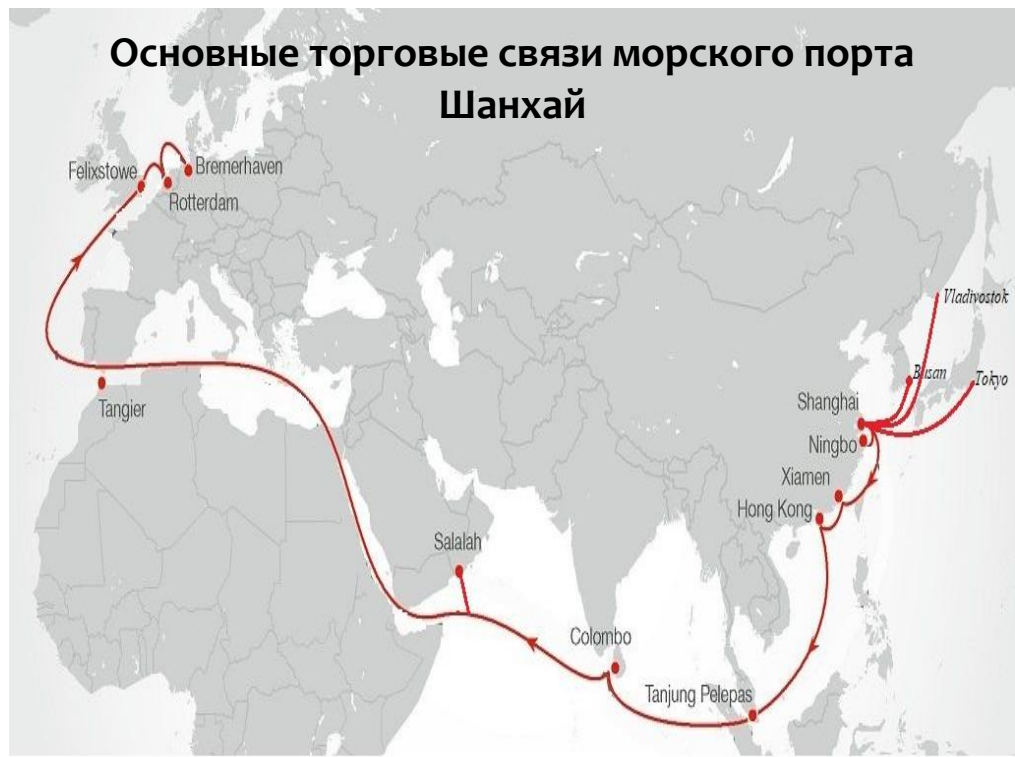 Основные торговые связи морского порта
Шанхай
Felixstowe
Bremerhaven
Rotterdam
Vladivostok
Busan
Tokyo
Tangier
Shanghai
Ningbo
Xiamen
Hong Kong
Salalah
Colombo
Tanjung Pelepas